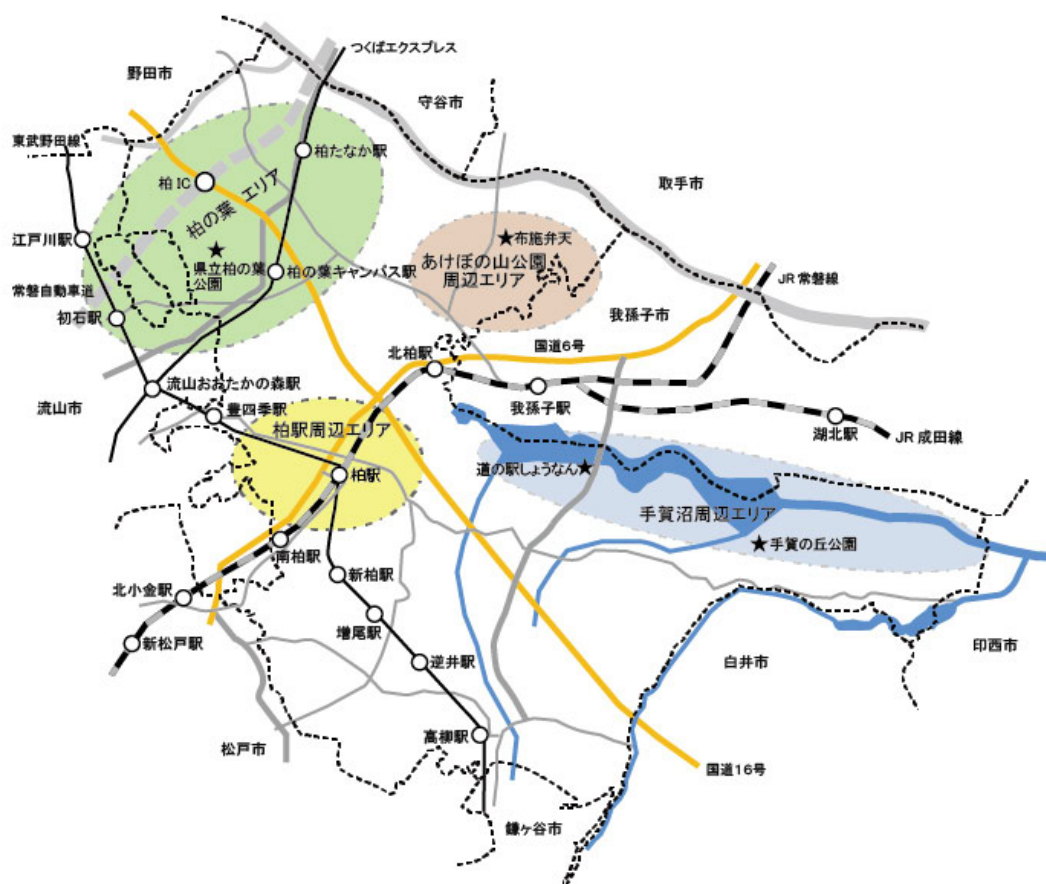 つくばエクスプレス
野田市
守谷市
東武野田線
柏たなか駅
柏IC
取手市
柏の葉エリア
江戸川駅
布施弁天
県立柏の葉
公園
柏の葉キャンパス駅
あけぼの山公園
周辺エリア
JR常磐線
常磐自動車道
初石駅
我孫子市
北柏駅
国道6号
流山おおたかの森駅
我孫子駅
流山市
豊四季駅
湖北駅
JR成田線
柏駅周辺エリア
柏駅
道の駅しょうなん
手賀沼周辺エリア
南柏駅
手賀の丘公園
新柏駅
北小金駅
増尾駅
新松戸駅
逆井駅
白井市
印西市
松戸市
高柳駅
国道16号
鎌ヶ谷市